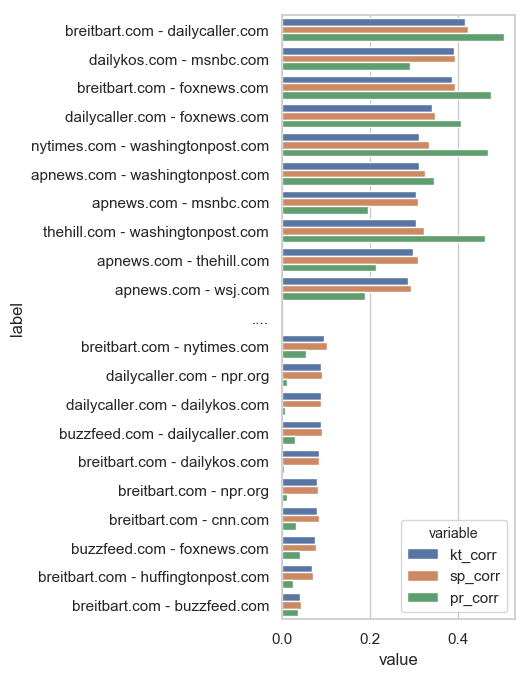 breitbart.com - dailycaller.com
dailykos.com - msnbc.com
breitbart.com - foxnews.com
dailycaller.com - foxnews.com
nytimes.com - washingtonpost.com
apnews.com - washingtonpost.com
apnews.com - msnbc.com
thehill.com - washingtonpost.com
apnews.com - thehill.com
apnews.com - wsj.com
....
breitbart.com - nytimes.com
dailycaller.com - npr.org
dailycaller.com - dailykos.com
buzzfeed.com - dailycaller.com
breitbart.com - dailykos.com
breitbart.com - npr.org
breitbart.com - cnn.com
buzzfeed.com - foxnews.com
breitbart.com - huffingtonpost.com
breitbart.com - buzzfeed.com
label
variable
kt_corr
sp_corr
pr_corr
0.0 0.2 0.4
value